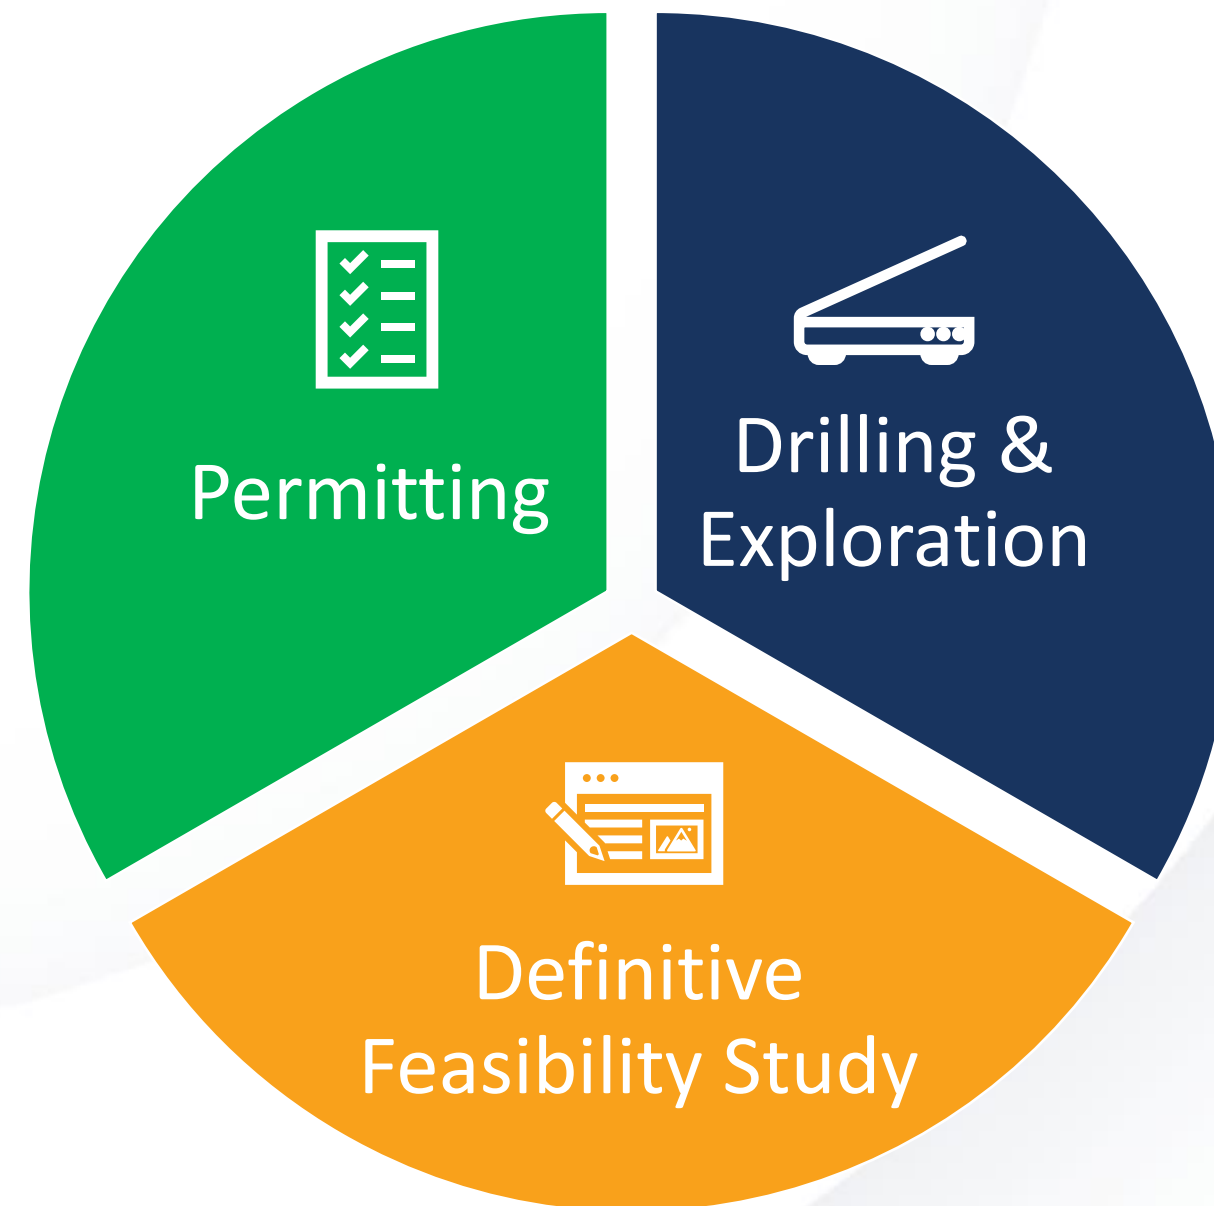 Permitting
Drilling &
Exploration
Definitive
Feasibility Study